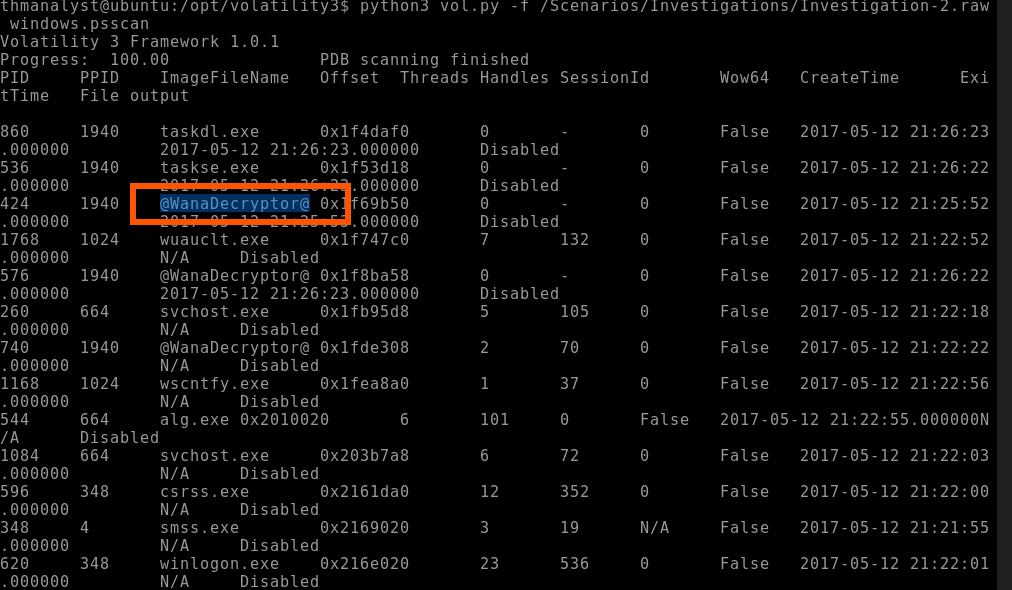 thmanalyst@ubuntu:/opt/volatility3$ python3 vol.py -f /Scenarios/Investigations/Investigation-2.raw
 windows.psscan
Volatility 3 Framework 1.0.1
Progress:  100.00               PDB scanning finished
PID     PPID    ImageFileName   Offset  Threads Handles SessionId       Wow64   CreateTime      Exi
tTime   File output

860     1940    taskdl.exe      0x1f4daf0       0       -       0       False   2017-05-12 21:26:23
.000000         2017-05-12 21:26:23.000000      Disabled
536     1940    taskse.exe      0x1f53d18       0       -       0       False   2017-05-12 21:26:22
.000000         2017-05-12 21:26:23.000000      Disabled
424     1940    @WanaDecryptor@ 0x1f69b50       0       -       0       False   2017-05-12 21:25:52
.000000         2017-05-12 21:25:53.000000      Disabled
1768    1024    wuauclt.exe     0x1f747c0       7       132     0       False   2017-05-12 21:22:52
.000000         N/A     Disabled
576     1940    @WanaDecryptor@ 0x1f8ba58       0       -       0       False   2017-05-12 21:26:22
.000000         2017-05-12 21:26:23.000000      Disabled
260     664     svchost.exe     0x1fb95d8       5       105     0       False   2017-05-12 21:22:18
.000000         N/A     Disabled
740     1940    @WanaDecryptor@ 0x1fde308       2       70      0       False   2017-05-12 21:22:22
.000000         N/A     Disabled
1168    1024    wscntfy.exe     0x1fea8a0       1       37      0       False   2017-05-12 21:22:56
.000000         N/A     Disabled
544     664     alg.exe 0x2010020       6       101     0       False   2017-05-12 21:22:55.000000N
/A      Disabled
1084    664     svchost.exe     0x203b7a8       6       72      0       False   2017-05-12 21:22:03
.000000         N/A     Disabled
596     348     csrss.exe       0x2161da0       12      352     0       False   2017-05-12 21:22:00
.000000         N/A     Disabled
348     4       smss.exe        0x2169020       3       19      N/A     False   2017-05-12 21:21:55
.000000         N/A     Disabled
620     348     winlogon.exe    0x216e020       23      536     0       False   2017-05-12 21:22:01
.000000         N/A     Disabled